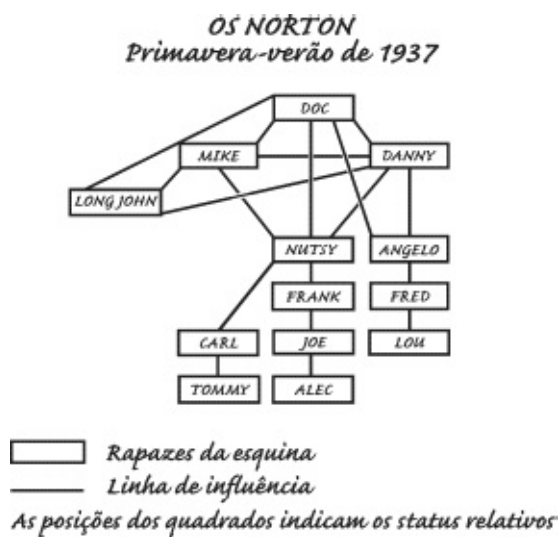 OS NORTON
Primavera-verão de 1937
DOC
MIKE
DANNY
LONG JOHN
NUTSY
ANGELO
FRANK
FRED
CARL
JOE
LOU
TOMMY
ALEC
Rapazes da esquina
Linha de influência
As posições dos quadrados indicam os status relativos